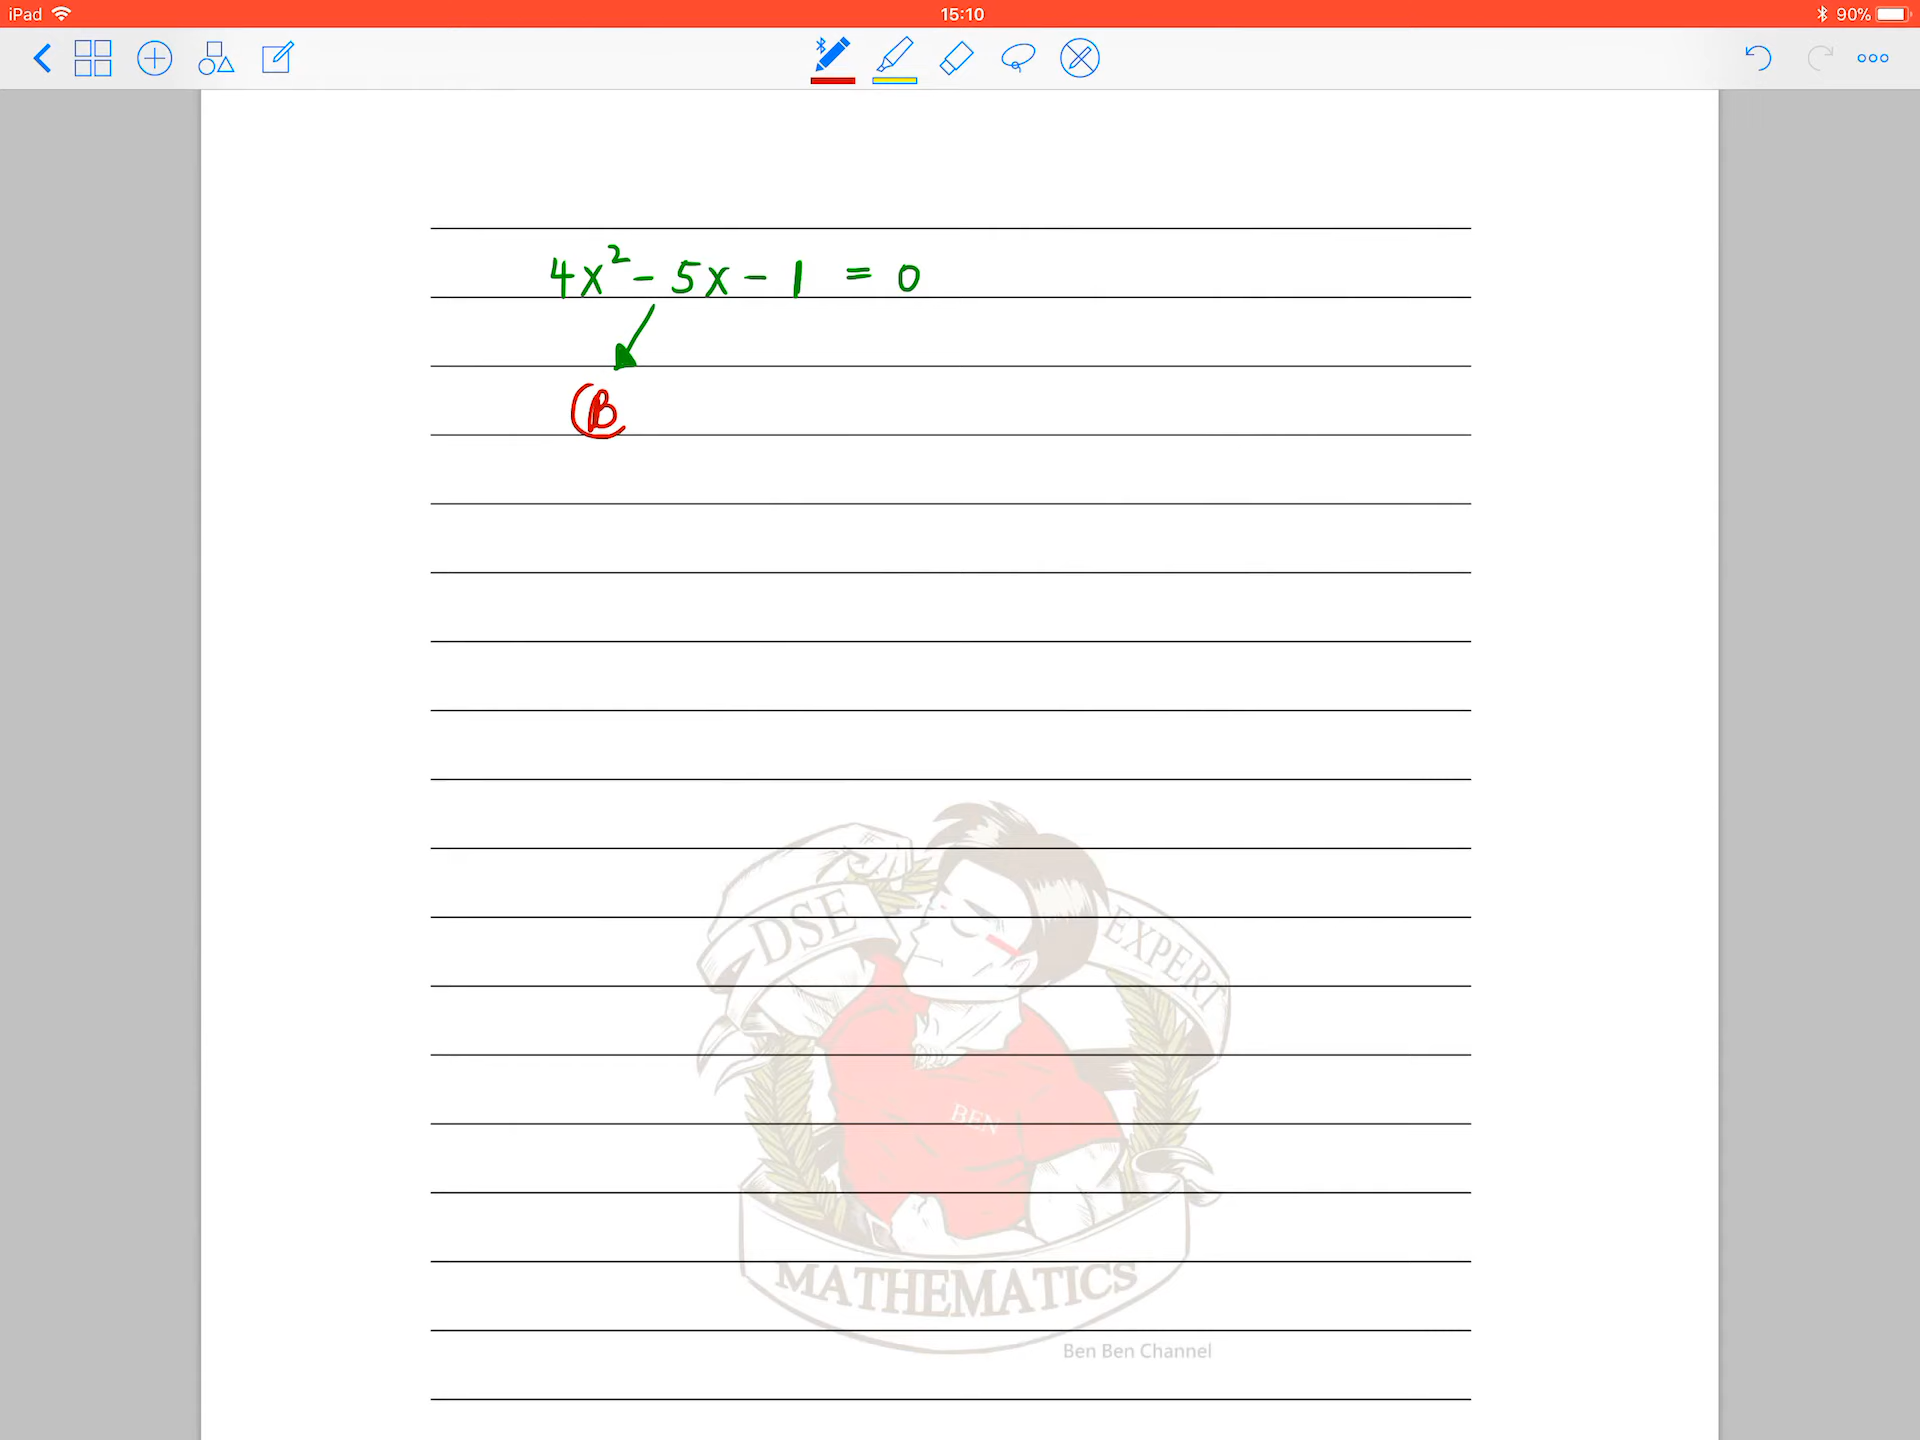 iPad 15:10 90%
4x² - 5x - 1 = 0
B
DSE EXPERT
BEN
MATHEMATICS
Ben Ben Channel